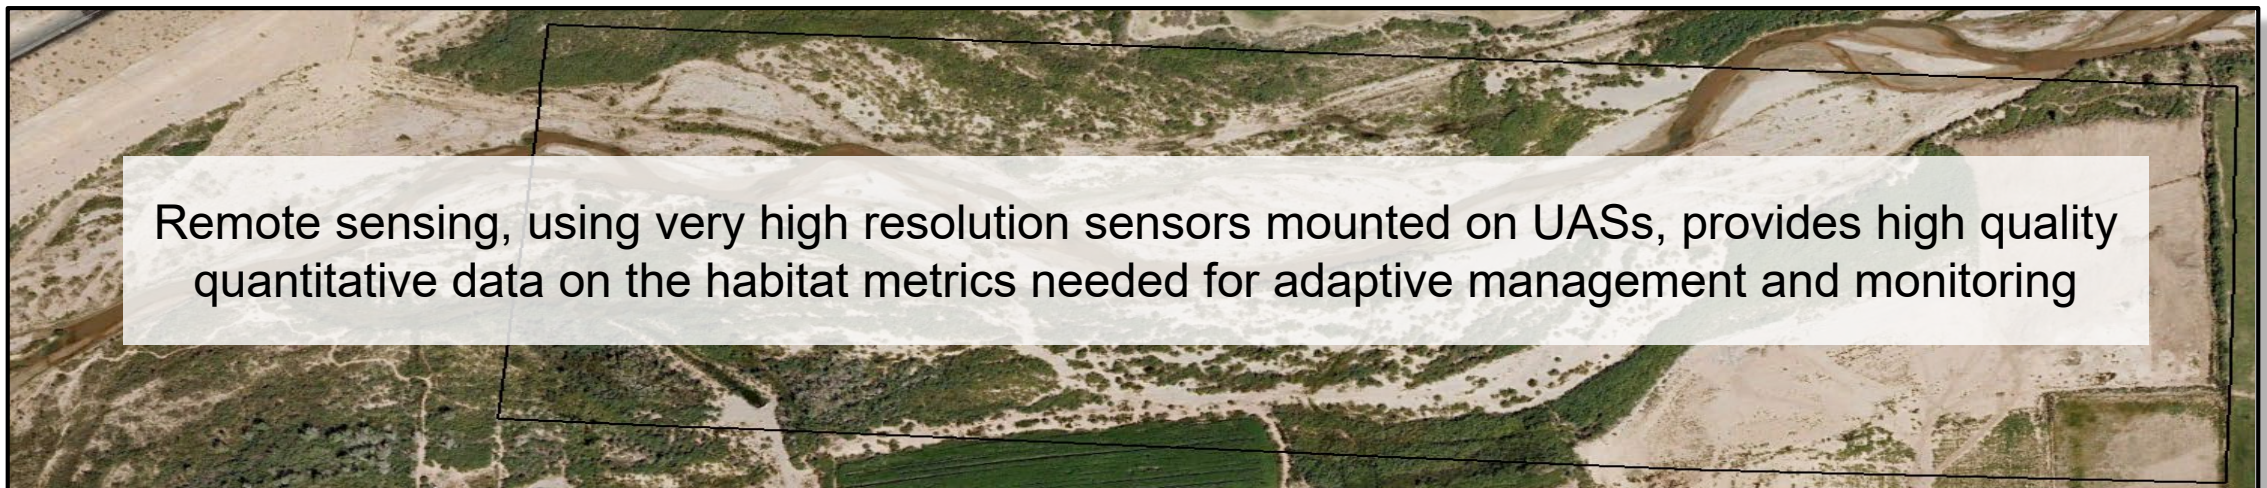 Remote sensing, using very high resolution sensors mounted on UASs, provides high quality
quantitative data on the habitat metrics needed for adaptive management and monitoring